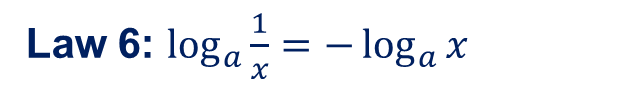 Law 6: logₐ 1/x = − logₐ x